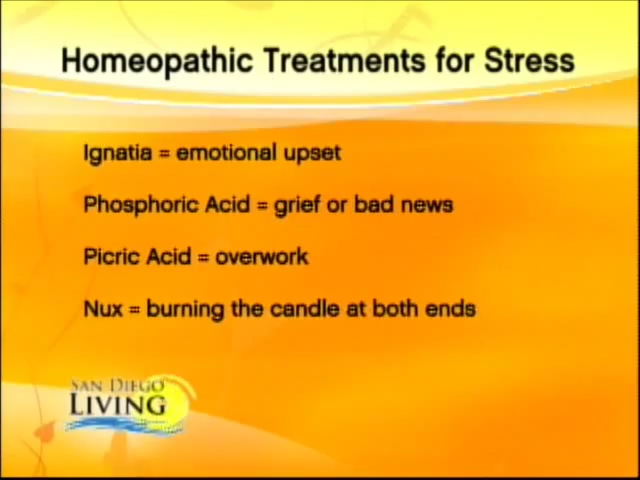 Homeopathic Treatments for Stress
Ignatia = emotional upset
Phosphoric Acid = grief or bad news
Picric Acid = overwork
Nux = burning the candle at both ends
SAN DIEGO
LIVING